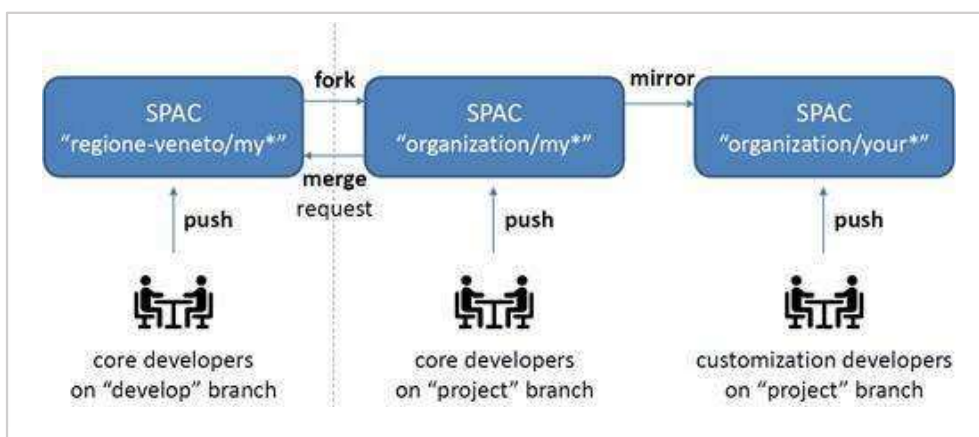 fork
mirror
SPAC
“regione-veneto/my*”
SPAC
“organization/my*”
SPAC
“organization/your*”
merge
request
push
push
push
core developers
on “develop” branch
core developers
on “project” branch
customization developers
on “project” branch